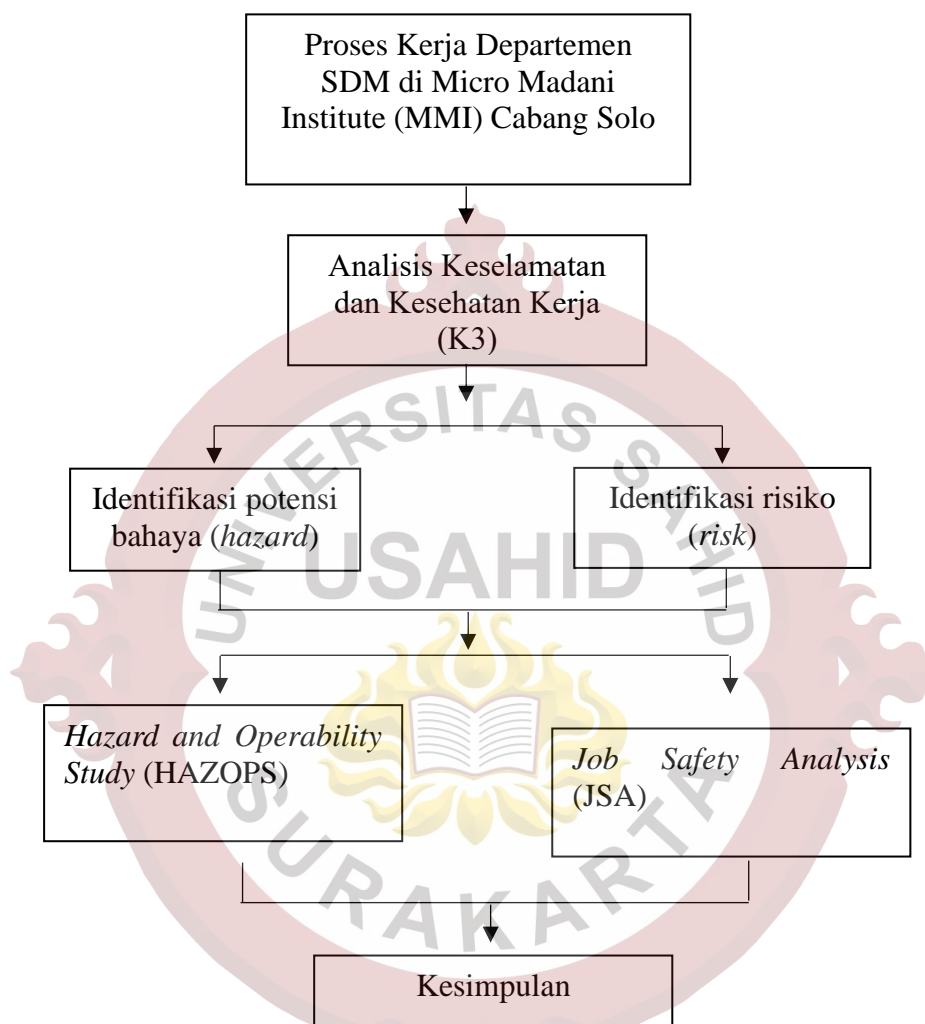 Proses Kerja Departemen
SDM di Micro Madani
Institute (MMI) Cabang Solo
Analisis Keselamatan
dan Kesehatan Kerja
(K3)
Identifikasi potensi
bahaya (hazard)
Identifikasi risiko
(risk)
Hazard and Operability
Study (HAZOPS)
Job Safety Analysis
(JSA)
Kesimpulan
UNIVERSITAS SAHID
USAHID
SURAKARTA